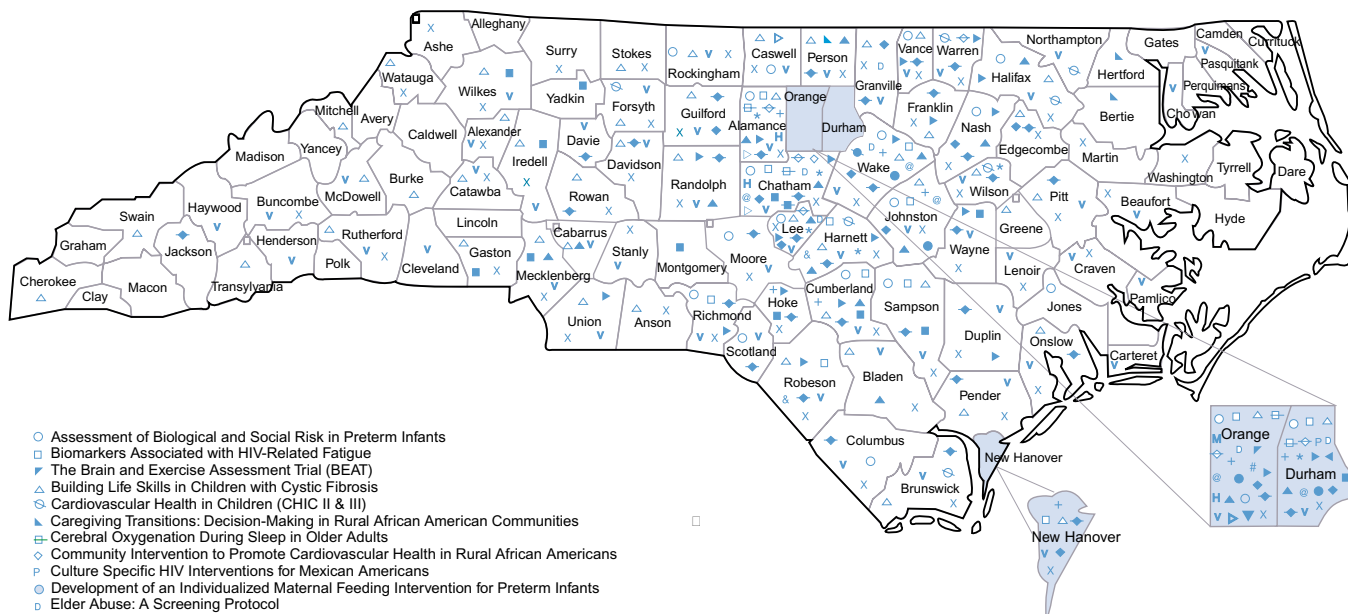 Alleghany
Ashe
Surry
Stokes
Rockingham
Caswell
Person
Vance
Warren
Northampton
Gates
Camden
Currituck
Pasquitank
Perquimans
Chowan
Watauga
Wilkes
Yadkin
Forsyth
Guilford
Alamance
Orange
Durham
Granville
Franklin
Halifax
Hertford
Bertie
Mitchell
Avery
Caldwell
Alexander
Iredell
Davie
Davidson
Randolph
Chatham
Wake
Nash
Edgecombe
Martin
Washington
Tyrrell
Dare
Madison
Yancey
McDowell
Burke
Catawba
Rowan
Wilson
Pitt
Beaufort
Hyde
Swain
Haywood
Buncombe
Lincoln
Johnston
Greene
Graham
Jackson
Henderson
Rutherford
Gaston
Cabarrus
Stanly
Montgomery
Moore
Lee
Harnett
Wayne
Lenoir
Craven
Pamlico
Cherokee
Clay
Macon
Transylvania
Polk
Cleveland
Mecklenberg
Union
Anson
Richmond
Hoke
Cumberland
Sampson
Duplin
Jones
Onslow
Carteret
Scotland
Robeson
Bladen
Pender
Columbus
Brunswick
New Hanover
Orange
Durham
New Hanover
Assessment of Biological and Social Risk in Preterm Infants
Biomarkers Associated with HIV-Related Fatigue
The Brain and Exercise Assessment Trial (BEAT)
Building Life Skills in Children with Cystic Fibrosis
Cardiovascular Health in Children (CHIC II & III)
Caregiving Transitions: Decision-Making in Rural African American Communities
Cerebral Oxygenation During Sleep in Older Adults
Community Intervention to Promote Cardiovascular Health in Rural African Americans
P Culture Specific HIV Interventions for Mexican Americans
Development of an Individualized Maternal Feeding Intervention for Preterm Infants
D Elder Abuse: A Screening Protocol